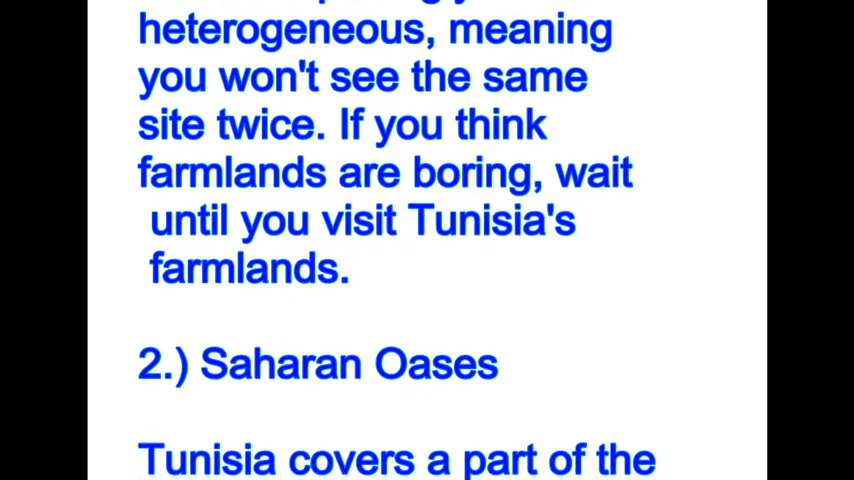 heterogeneous, meaning
you won't see the same
site twice. If you think
farmlands are boring, wait
until you visit Tunisia's
farmlands.
2.) Saharan Oases
Tunisia covers a part of the